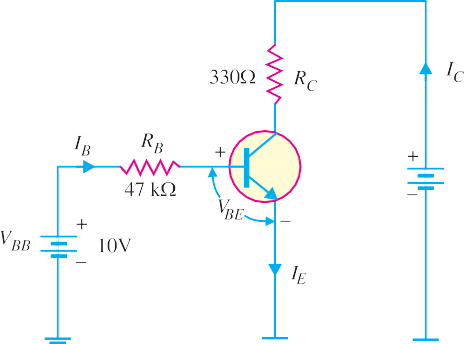 330Ω R_C
I_C
I_B
R_B
+
+
47 kΩ
V_BE
−
−
V_BB
+
10V
−
I_E